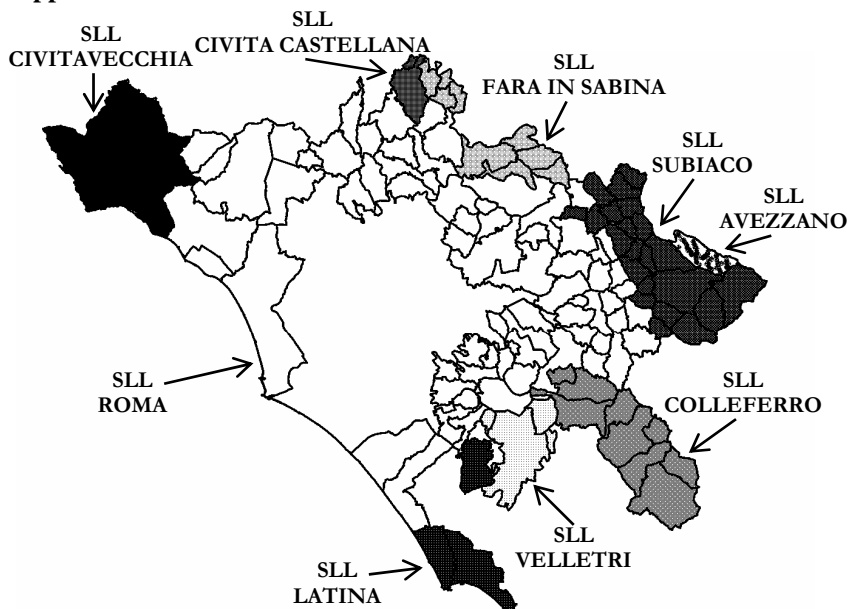 SLL
CIVITAVECCHIA
SLL
CIVITA CASTELLANA
SLL
FARA IN SABINA
SLL
SUBIACO
SLL
AVEZZANO
SLL
ROMA
SLL
COLLEFERRO
SLL
VELLETRI
SLL
LATINA